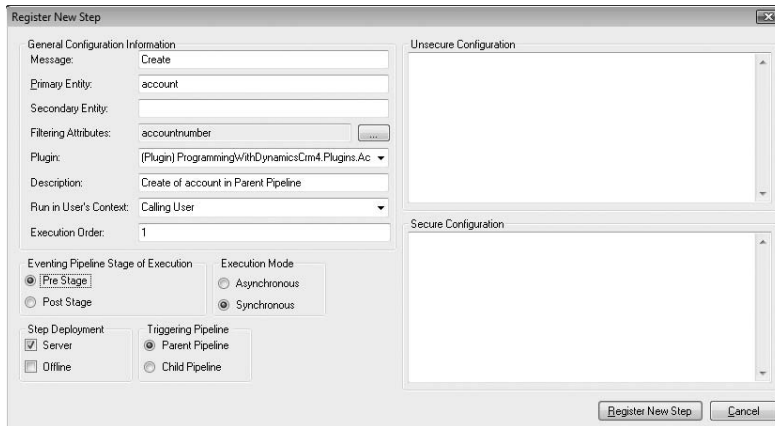 Register New Step
General Configuration Information
Message: Create
Primary Entity: account
Secondary Entity:
Filtering Attributes: accountnumber ...
Plugin: (Plugin) ProgrammingWithDynamicsCrm4.Plugins.Ac
Description: Create of account in Parent Pipeline
Run in User's Context: Calling User
Execution Order: 1
Eventing Pipeline Stage of Execution
Pre Stage
Post Stage
Execution Mode
Asynchronous
Synchronous
Step Deployment
Server
Offline
Triggering Pipeline
Parent Pipeline
Child Pipeline
Unsecure Configuration
Secure Configuration
Register New Step
Cancel